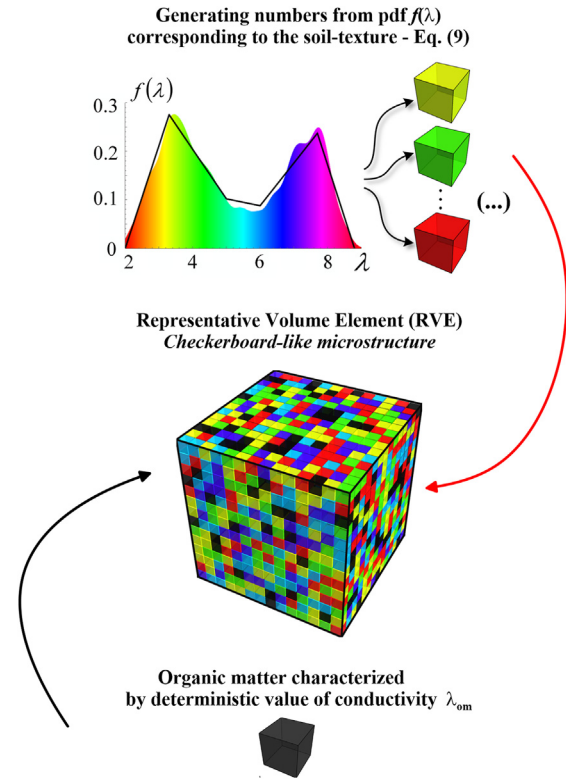 Generating numbers from pdf f(λ)
corresponding to the soil-texture - Eq. (9)
f(λ)
0.3
0.2
0.1
0
2
4
6
8
λ
(...)
Representative Volume Element (RVE)
Checkerboard-like microstructure
Organic matter characterized
by deterministic value of conductivity λom